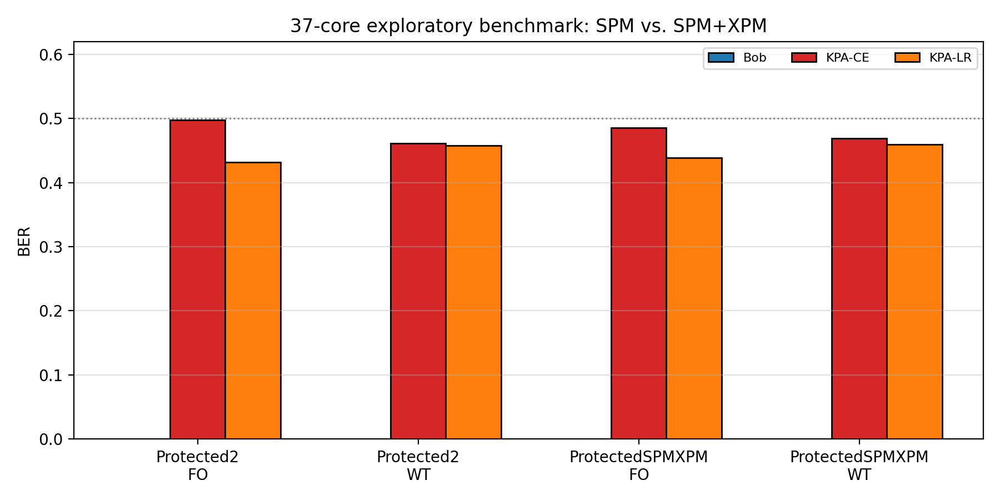 37-core exploratory benchmark: SPM vs. SPM+XPM
Bob KPA-CE KPA-LR
BER
0.6
0.5
0.4
0.3
0.2
0.1
0.0
Protected2
FO
Protected2
WT
ProtectedSPMXPM
FO
ProtectedSPMXPM
WT